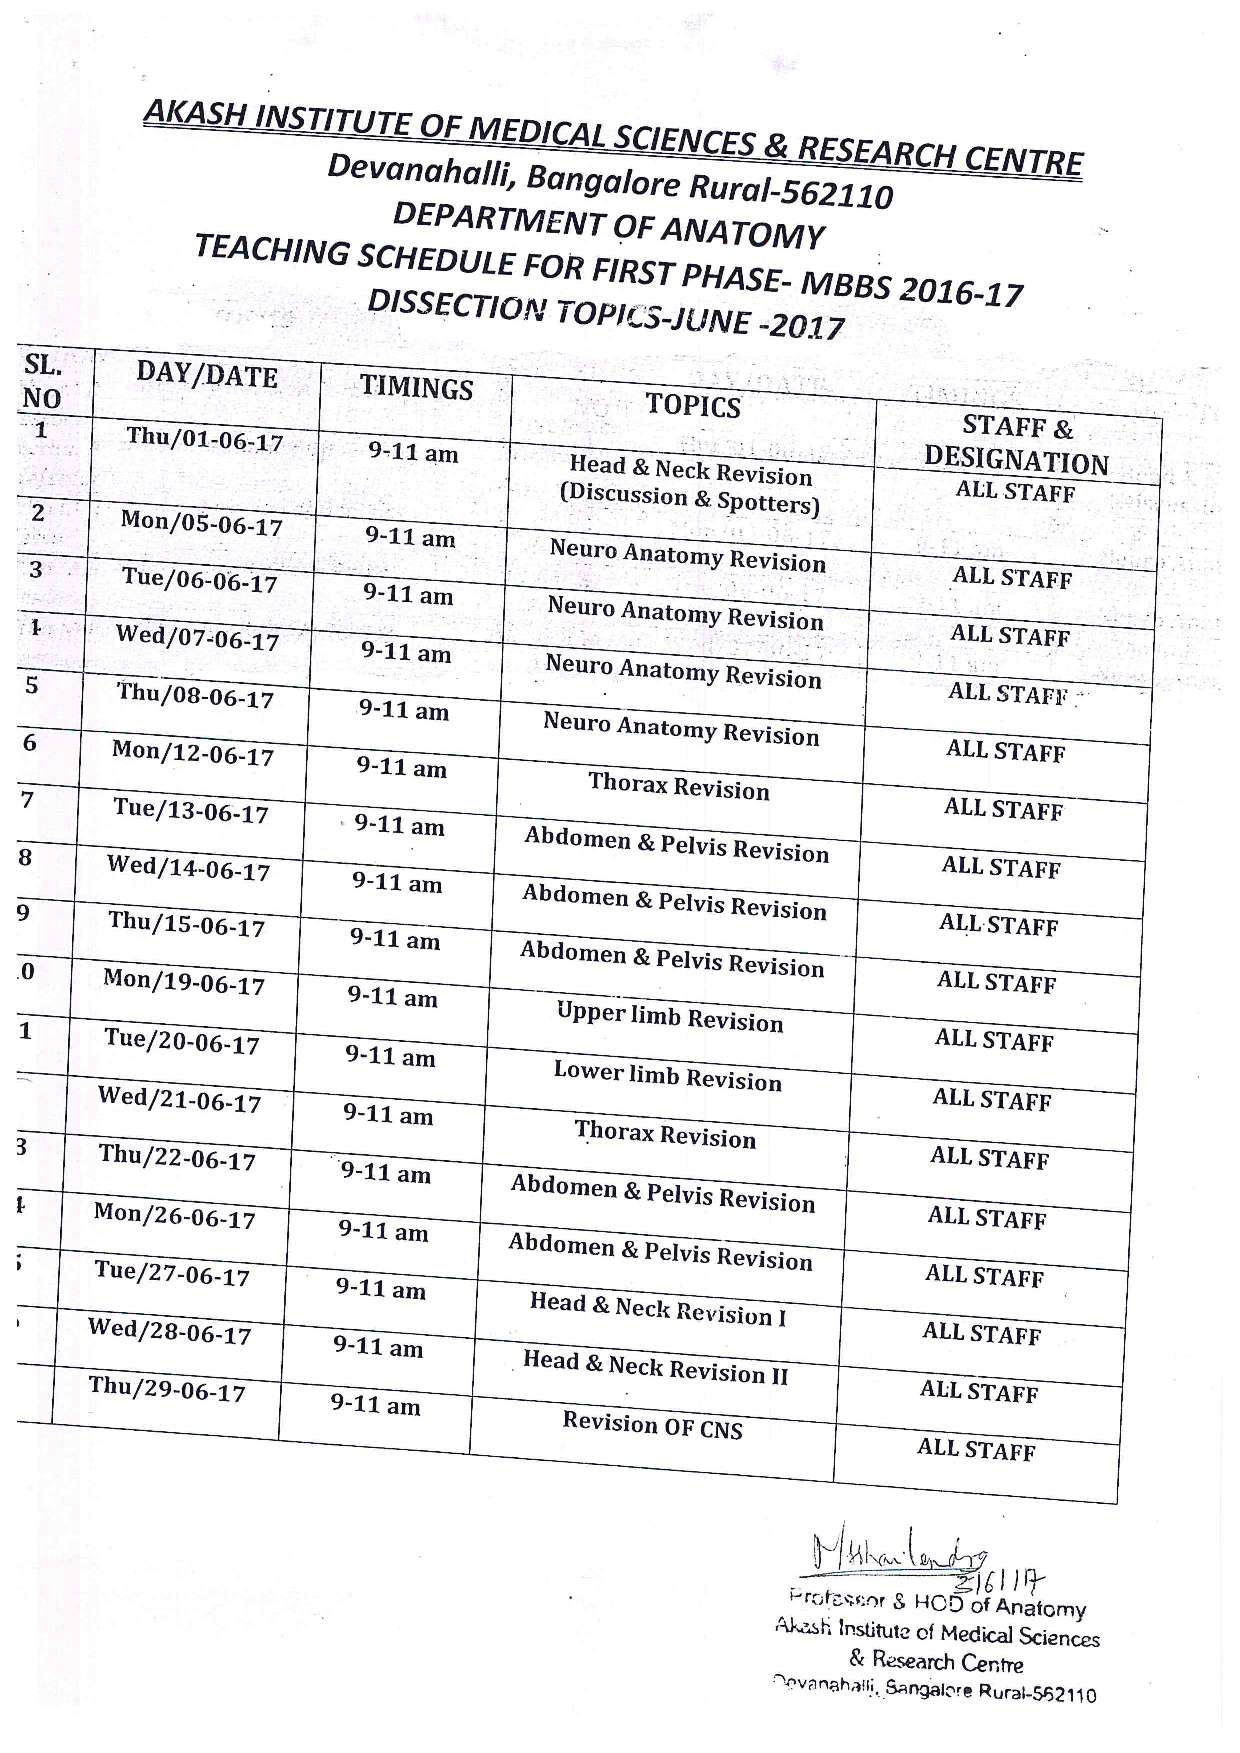 AKASH INSTITUTE OF MEDICAL SCIENCES & RESEARCH CENTRE
Devanahalli, Bangalore Rural-562110
DEPARTMENT OF ANATOMY
TEACHING SCHEDULE FOR FIRST PHASE- MBBS 2016-17
DISSECTION TOPICS-JUNE -2017
SL. NO DAY/DATE TIMINGS TOPICS STAFF & DESIGNATION
1 Thu/01-06-17 9-11 am Head & Neck Revision (Discussion & Spotters) ALL STAFF
2 Mon/05-06-17 9-11 am Neuro Anatomy Revision ALL STAFF
3 Tue/06-06-17 9-11 am Neuro Anatomy Revision ALL STAFF
4 Wed/07-06-17 9-11 am Neuro Anatomy Revision ALL STAFF
5 Thu/08-06-17 9-11 am Neuro Anatomy Revision ALL STAFF
6 Mon/12-06-17 9-11 am Thorax Revision ALL STAFF
7 Tue/13-06-17 9-11 am Abdomen & Pelvis Revision ALL STAFF
8 Wed/14-06-17 9-11 am Abdomen & Pelvis Revision ALL STAFF
9 Thu/15-06-17 9-11 am Abdomen & Pelvis Revision ALL STAFF
0 Mon/19-06-17 9-11 am Upper limb Revision ALL STAFF
1 Tue/20-06-17 9-11 am Lower limb Revision ALL STAFF
Wed/21-06-17 9-11 am Thorax Revision ALL STAFF
3 Thu/22-06-17 9-11 am Abdomen & Pelvis Revision ALL STAFF
Mon/26-06-17 9-11 am Abdomen & Pelvis Revision ALL STAFF
Tue/27-06-17 9-11 am Head & Neck Revision I ALL STAFF
Wed/28-06-17 9-11 am Head & Neck Revision II ALL STAFF
Thu/29-06-17 9-11 am Revision OF CNS ALL STAFF
Professor & HOD of Anatomy
Akash Institute of Medical Sciences
& Research Centre
Devanahalli, Bangalore Rural-562110